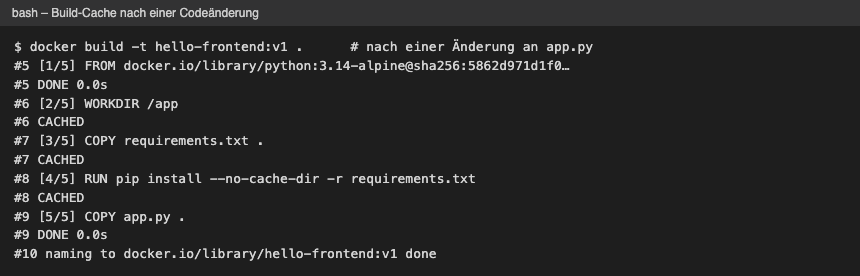 bash – Build-Cache nach einer Codeänderung
$ docker build -t hello-frontend:v1 .      # nach einer Änderung an app.py
#5 [1/5] FROM docker.io/library/python:3.14-alpine@sha256:5862d971d1f0…
#5 DONE 0.0s
#6 [2/5] WORKDIR /app
#6 CACHED
#7 [3/5] COPY requirements.txt .
#7 CACHED
#8 [4/5] RUN pip install --no-cache-dir -r requirements.txt
#8 CACHED
#9 [5/5] COPY app.py .
#9 DONE 0.0s
#10 naming to docker.io/library/hello-frontend:v1 done